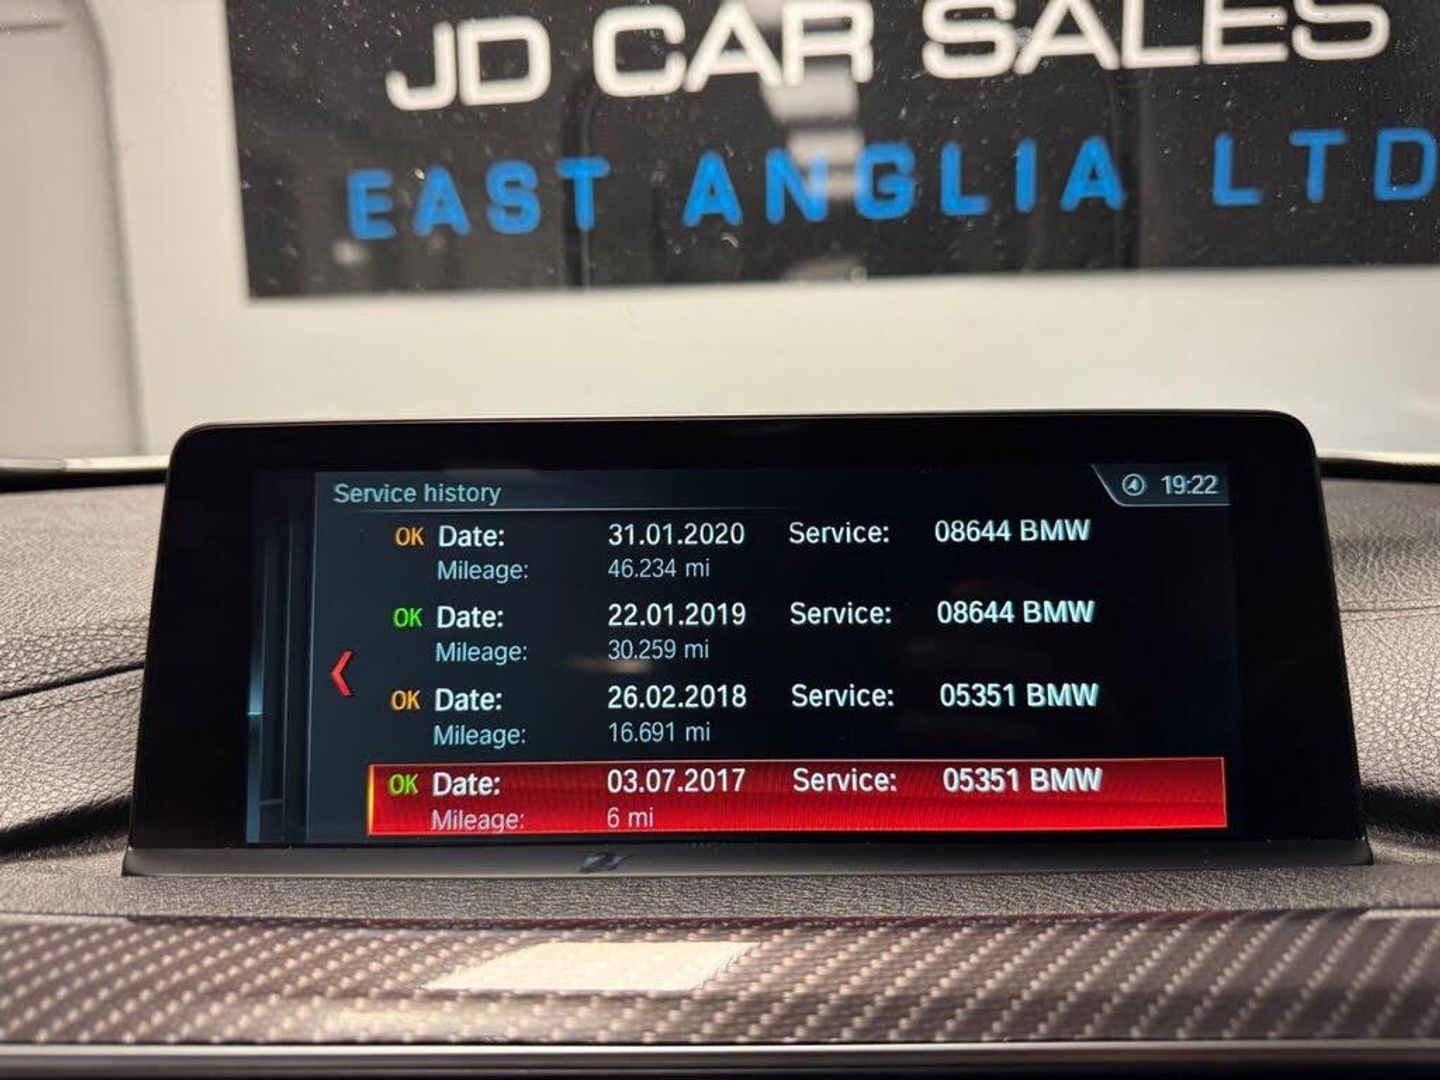 JD CAR SALES
EAST ANGLIA LTD
Service history 19:22
OK Date: 31.01.2020 Service: 08644 BMW
Mileage: 46.234 mi
OK Date: 22.01.2019 Service: 08644 BMW
Mileage: 30.259 mi
OK Date: 26.02.2018 Service: 05351 BMW
Mileage: 16.691 mi
OK Date: 03.07.2017 Service: 05351 BMW
Mileage: 6 mi